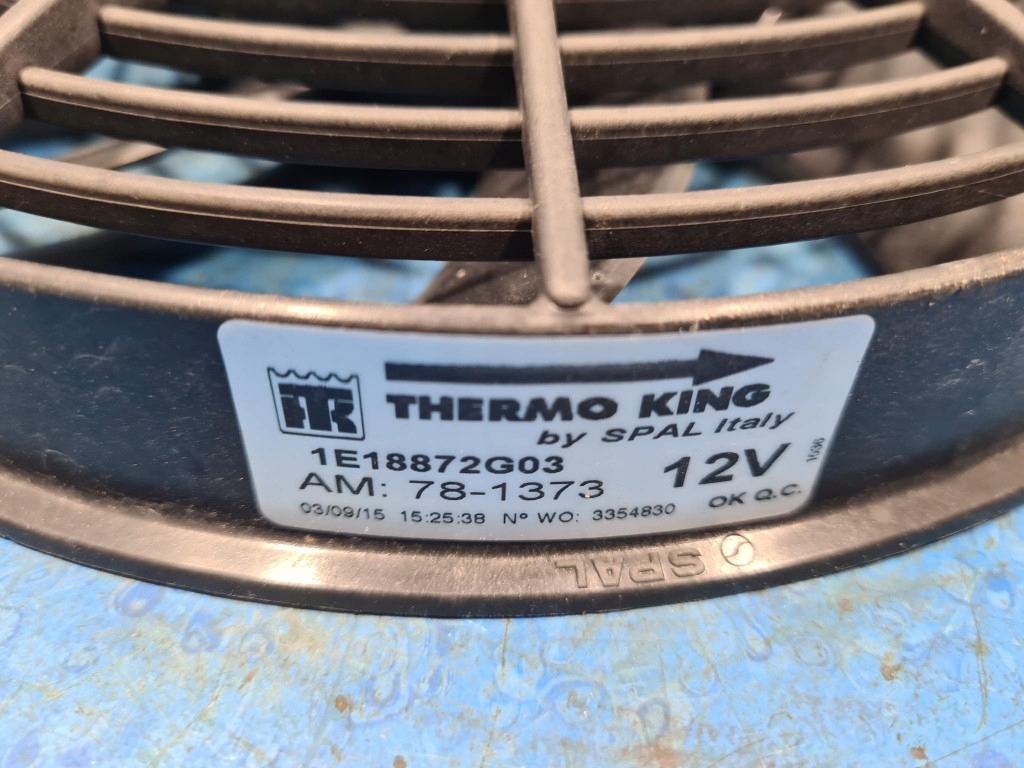 TK
THERMO KING
by SPAL Italy
1E18872G03
12V
AM: 78-1373
OK Q.C.
03/09/15 15:25:38 Nº WO: 3354830
SPAL